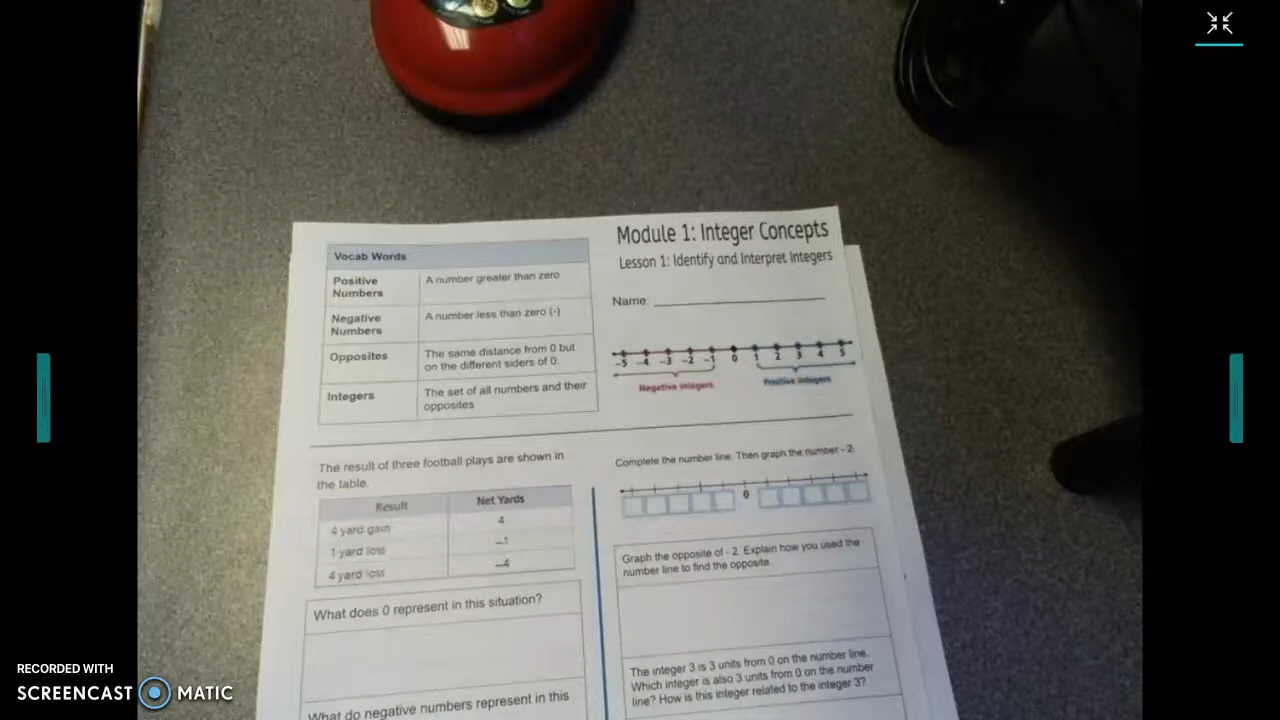 Module 1: Integer Concepts
Lesson 1: Identify and Interpret Integers
Name:
Vocab Words
Positive Numbers
A number greater than zero
Negative Numbers
A number less than zero (-)
Opposites
The same distance from 0 but
on the different siders of 0.
Integers
The set of all numbers and their
opposites
-5 -4 -3 -2 -1 0 1 2 3 4 5
Negative integers
Positive integers
The result of three football plays are shown in
the table.
Result Net Yards
4 yard gain 4
1 yard loss -1
4 yard loss -4
What does 0 represent in this situation?
What do negative numbers represent in this
Complete the number line. Then graph the number - 2.
0
Graph the opposite of - 2. Explain how you used the
number line to find the opposite.
The integer 3 is 3 units from 0 on the number line.
Which integer is also 3 units from 0 on the number
line? How is this integer related to the integer 3?
RECORDED WITH
SCREENCAST MATIC